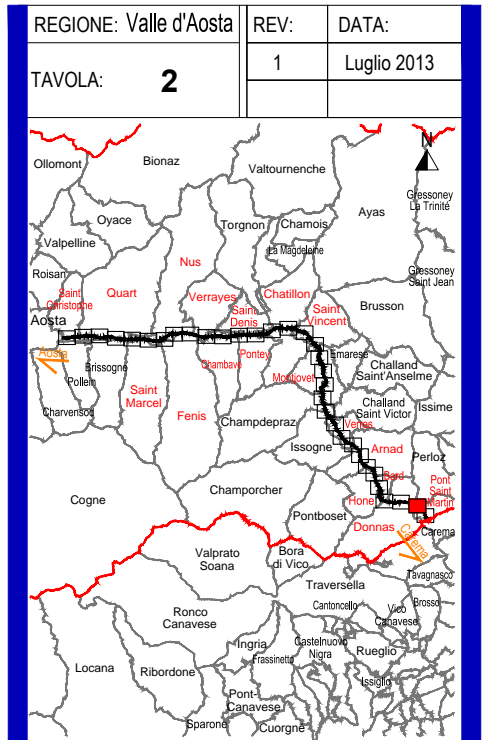 REGIONE: Valle d'Aosta
REV:
DATA:
TAVOLA: 2
1
Luglio 2013
N
Ollomont
Bionaz
Valtournenche
Ayas
Gressoney
La Trinité
Oyace
Torgnon
Chamois
Valpelline
La Magdeleine
Roisan
Nus
Gressoney
Saint Jean
Saint
Christophe
Quart
Verrayes
Chatillon
Saint
Denis
Saint
Vincent
Brusson
Aosta
Aosta
Brissogne
Chambave
Pontey
Emarese
Challand
Saint'Anselme
Pollein
Saint
Marcel
Montjovet
Charvensod
Fenis
Champdepraz
Challand
Saint Victor
Issime
Verres
Issogne
Arnad
Perloz
Bard
Pont
Saint
Martin
Cogne
Champorcher
Hone
Pontboset
Donnas
Carema
Carema
Valprato
Soana
Bora
di Vico
Traversella
Tavagnasco
Ronco
Canavese
Cantoncello
Vico
Canavese
Brosso
Ingria
Castelnuovo
Nigra
Rueglio
Frassinetto
Locana
Ribordone
Issiglio
Pont-
Canavese
Sparone
Cuorgnè